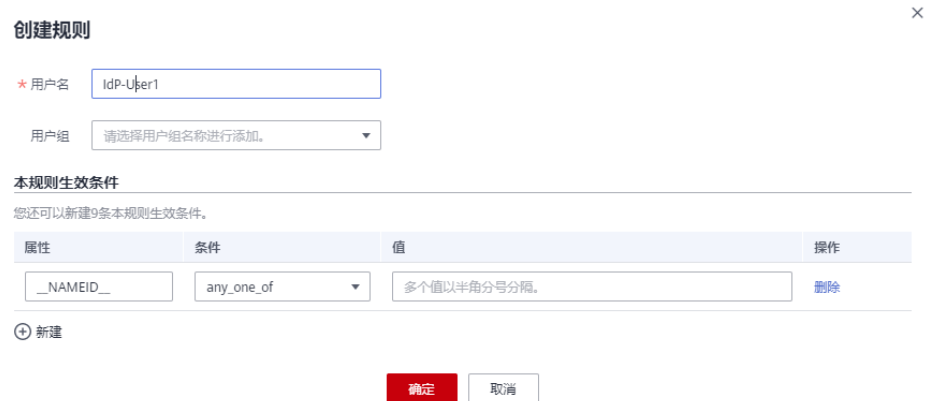 创建规则
* 用户名 IdP-User1
用户组 请选择用户组名称进行添加。
本规则生效条件
您还可以新建9条本规则生效条件。
属性 条件 值 操作
__NAMEID__ any_one_of 多个值以半角分号分隔。 删除
新建
确定 取消